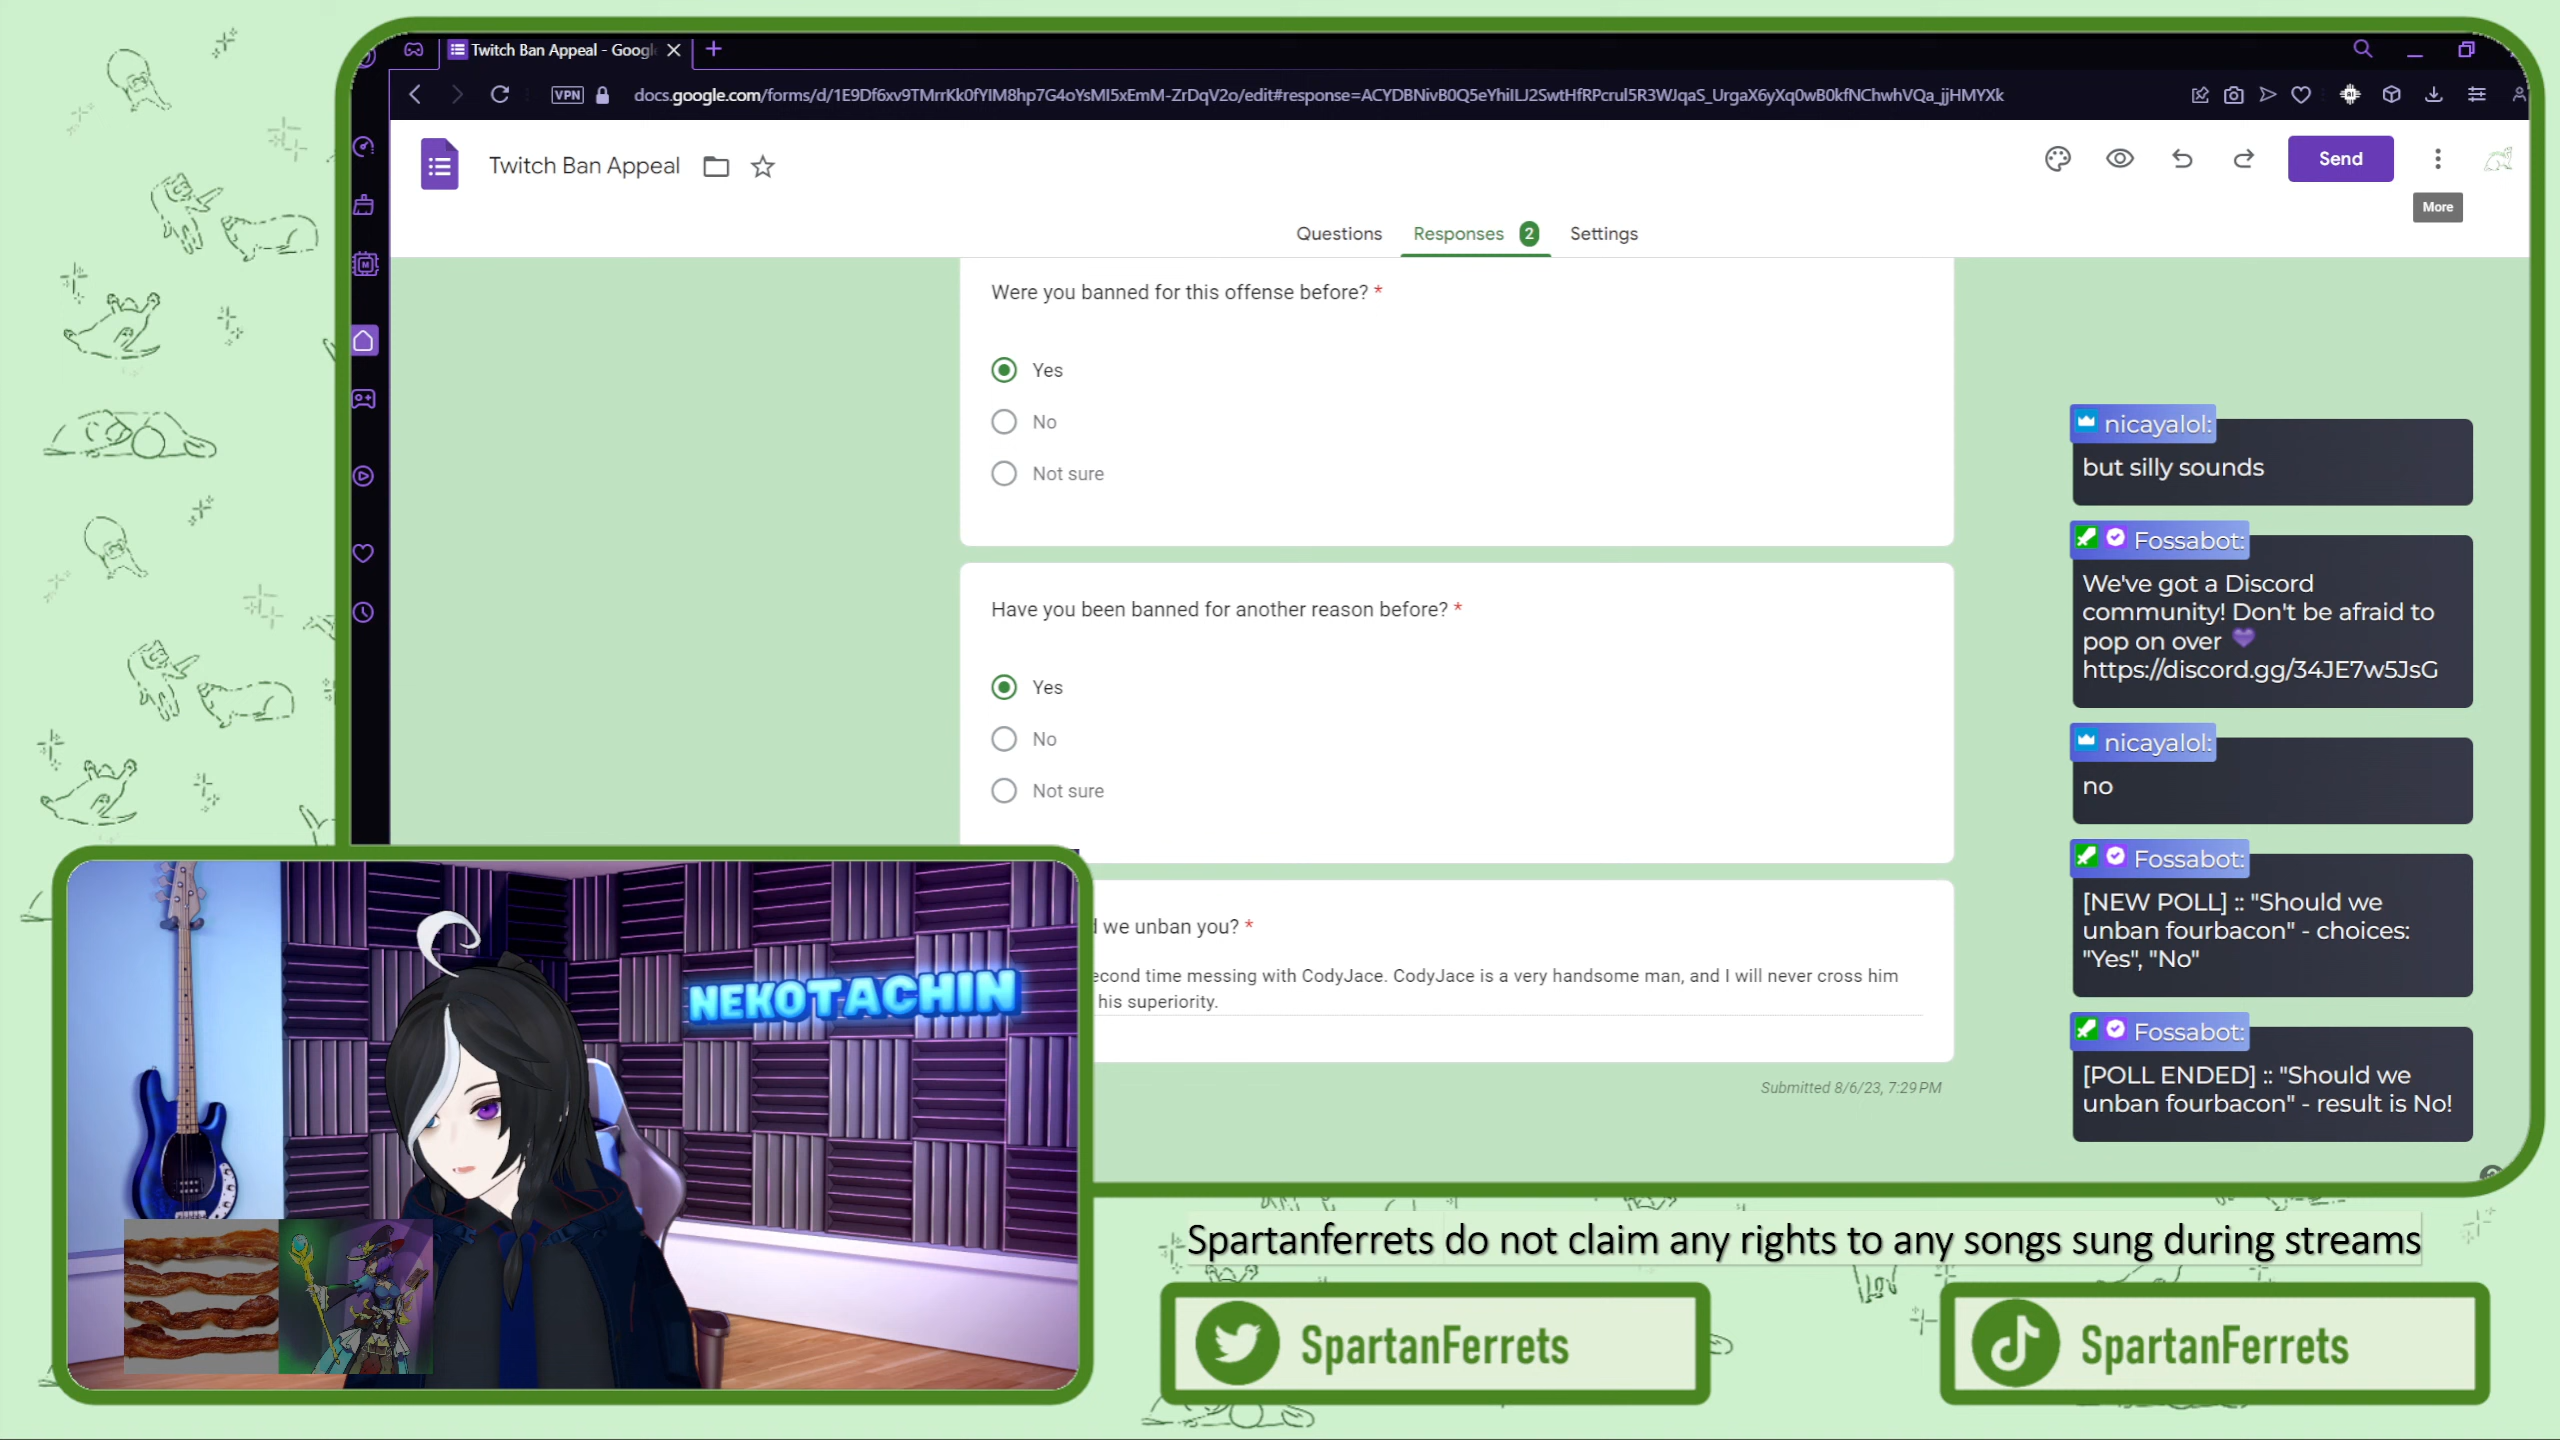 Twitch Ban Appeal - Googl
VPN
docs.google.com/forms/d/1E9Df6xv9TMrrKk0fYIM8hp7G4oYsMI5xEmM-ZrDqV2o/edit#response=ACYDBNivB0Q5eYhiILJ2SwtHfRPcrul5R3WJqaS_UrgaX6yXq0wB0kfNChwhVQa_jjHMYXk
Twitch Ban Appeal
Send
More
Questions
Responses 2
Settings
Were you banned for this offense before? *
Yes
No
Not sure
Have you been banned for another reason before? *
Yes
No
Not sure
we unban you? *
econd time messing with CodyJace. CodyJace is a very handsome man, and I will never cross him
his superiority.
Submitted 8/6/23, 7:29 PM
nicayalol:
but silly sounds
Fossabot:
We've got a Discord
community! Don't be afraid to
pop on over 💜
https://discord.gg/34JE7w5JsG
nicayalol:
no
Fossabot:
[NEW POLL] :: "Should we
unban fourbacon" - choices:
"Yes", "No"
Fossabot:
[POLL ENDED] :: "Should we
unban fourbacon" - result is No!
NEKOTACHIN
Spartanferrets do not claim any rights to any songs sung during streams
SpartanFerrets
SpartanFerrets